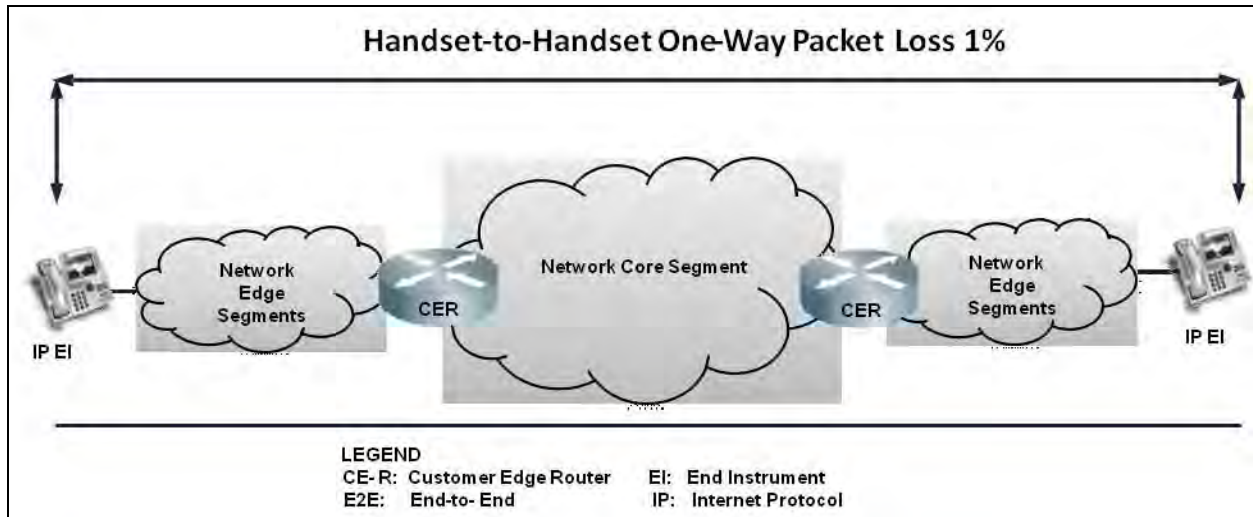 Handset-to-Handset One-Way Packet Loss 1%
Network
Edge
Segments
CER
Network Core Segment
CER
Network
Edge
Segments
IP EI
IP EI
LEGEND
CE-R: Customer Edge Router EI: End Instrument
E2E: End-to- End IP: Internet Protocol